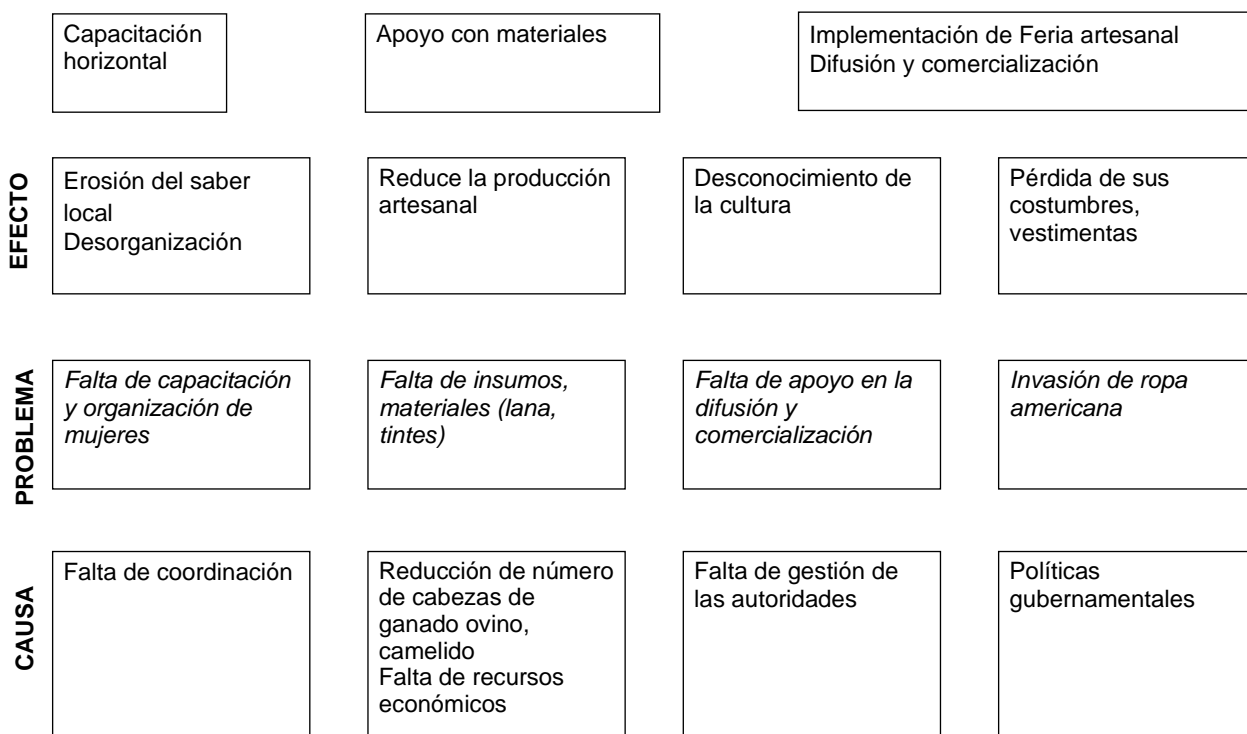 Capacitación
horizontal
Apoyo con materiales
Implementación de Feria artesanal
Difusión y comercialización
EFECTO
Erosión del saber
local
Desorganización
Reduce la producción
artesanal
Desconocimiento de
la cultura
Pérdida de sus
costumbres,
vestimentas
PROBLEMA
Falta de capacitación
y organización de
mujeres
Falta de insumos,
materiales (lana,
tintes)
Falta de apoyo en la
difusión y
comercialización
Invasión de ropa
americana
CAUSA
Falta de coordinación
Reducción de número
de cabezas de
ganado ovino,
camelido
Falta de recursos
económicos
Falta de gestión de
las autoridades
Políticas
gubernamentales